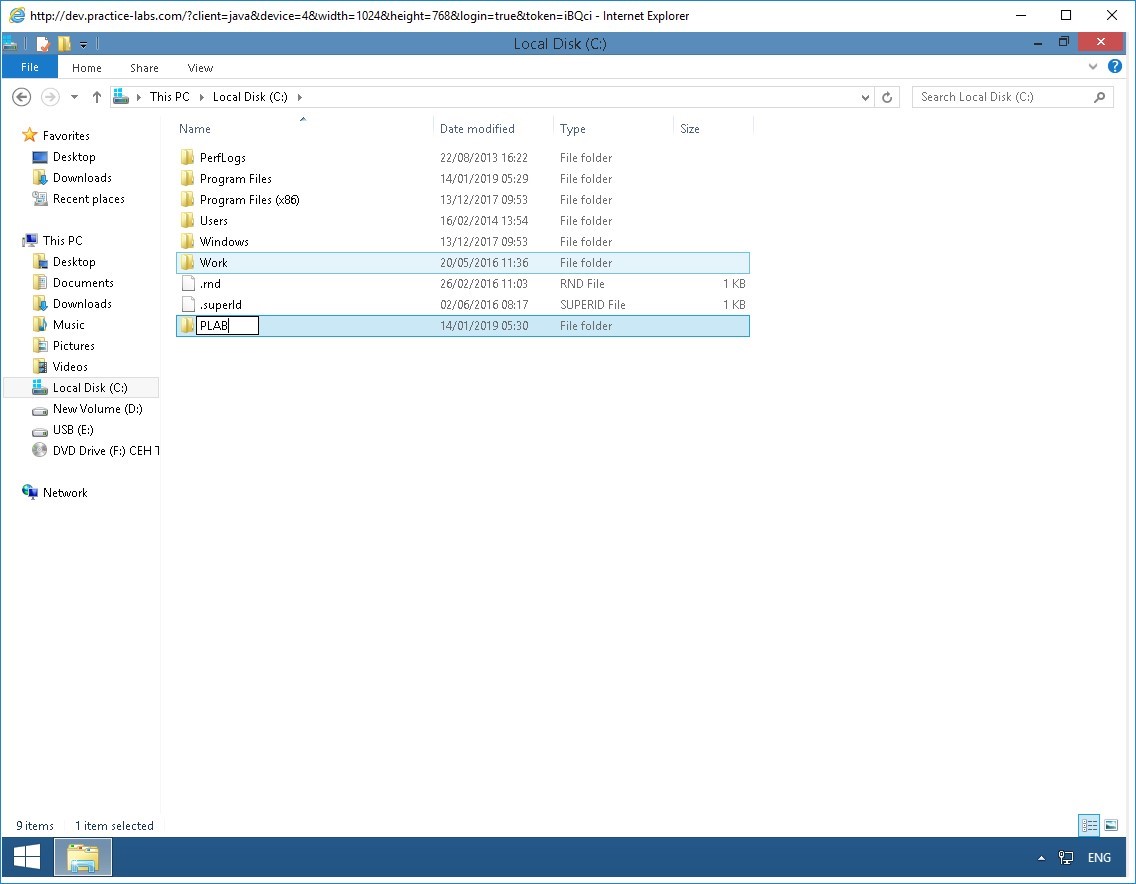 http://dev.practice-labs.com/?client=java&device=4&width=1024&height=768&login=true&token=iBQci - Internet Explorer
Local Disk (C:)
File Home Share View
This PC Local Disk (C:) Search Local Disk (C:)
Name Date modified Type Size
Favorites
Desktop
Downloads
Recent places
This PC
Desktop
Documents
Downloads
Music
Pictures
Videos
Local Disk (C:)
New Volume (D:)
USB (E:)
DVD Drive (F:) CEH T
Network
PerfLogs 22/08/2013 16:22 File folder
Program Files 14/01/2019 05:29 File folder
Program Files (x86) 13/12/2017 09:53 File folder
Users 16/02/2014 13:54 File folder
Windows 13/12/2017 09:53 File folder
Work 20/05/2016 11:36 File folder
.rnd 26/02/2016 11:03 RND File 1 KB
.superId 02/06/2016 08:17 SUPERID File 1 KB
PLAB 14/01/2019 05:30 File folder
9 items 1 item selected
ENG